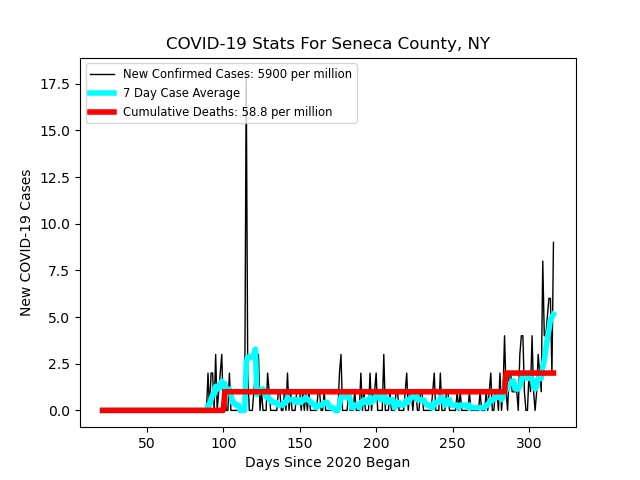 COVID-19 Stats For Seneca County, NY
New Confirmed Cases: 5900 per million
7 Day Case Average
Cumulative Deaths: 58.8 per million
New COVID-19 Cases
17.5
15.0
12.5
10.0
7.5
5.0
2.5
0.0
50 100 150 200 250 300
Days Since 2020 Began